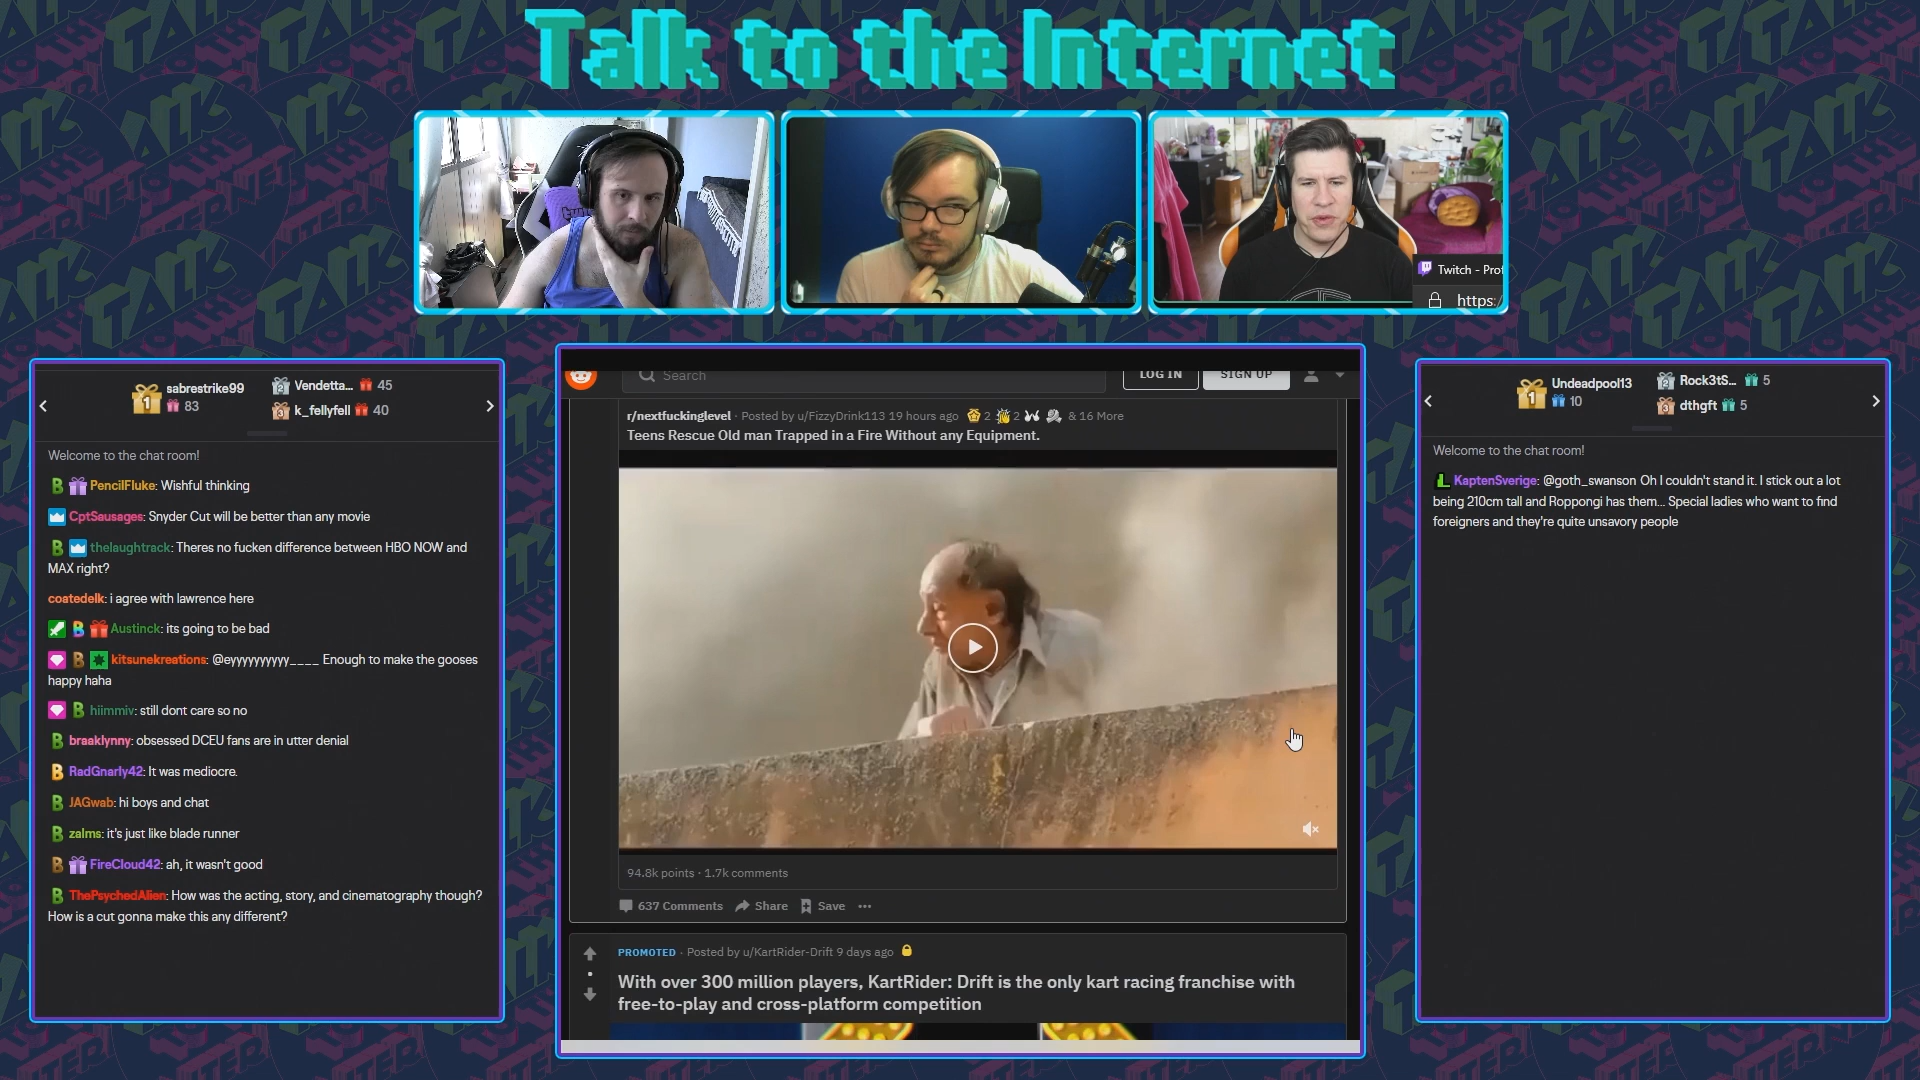 Talk to the Internet
Twitch - Prof
https:/
sabrestrike99
83
Vendetta... 45
k_fellyfell 40
Welcome to the chat room!
PencilFluke: Wishful thinking
CptSausages: Snyder Cut will be better than any movie
thelaughtrack: Theres no fucken difference between HBO NOW and
MAX right?
coatedelk: i agree with lawrence here
Austinck: its going to be bad
kitsunekreations: @eyyyyyyyyyy____ Enough to make the gooses
happy haha
hiimmiv: still dont care so no
braaklynny: obsessed DCEU fans are in utter denial
RadGnarly42: It was mediocre.
JAGwab: hi boys and chat
zalms: it's just like blade runner
FireCloud42: ah, it wasn't good
ThePsychedAlien: How was the acting, story, and cinematography though?
How is a cut gonna make this any different?
Search
LOG IN
SIGN UP
r/nextfuckinglevel · Posted by u/FizzyDrink113 19 hours ago 2 2 & 16 More
Teens Rescue Old man Trapped in a Fire Without any Equipment.
94.8k points · 1.7k comments
637 Comments Share Save ...
PROMOTED · Posted by u/KartRider-Drift 9 days ago
With over 300 million players, KartRider: Drift is the only kart racing franchise with
free-to-play and cross-platform competition
Undeadpool13
10
Rock3tS... 5
dthgft 5
Welcome to the chat room!
KaptenSverige: @goth_swanson Oh I couldn't stand it. I stick out a lot
being 210cm tall and Roppongi has them... Special ladies who want to find
foreigners and they're quite unsavory people